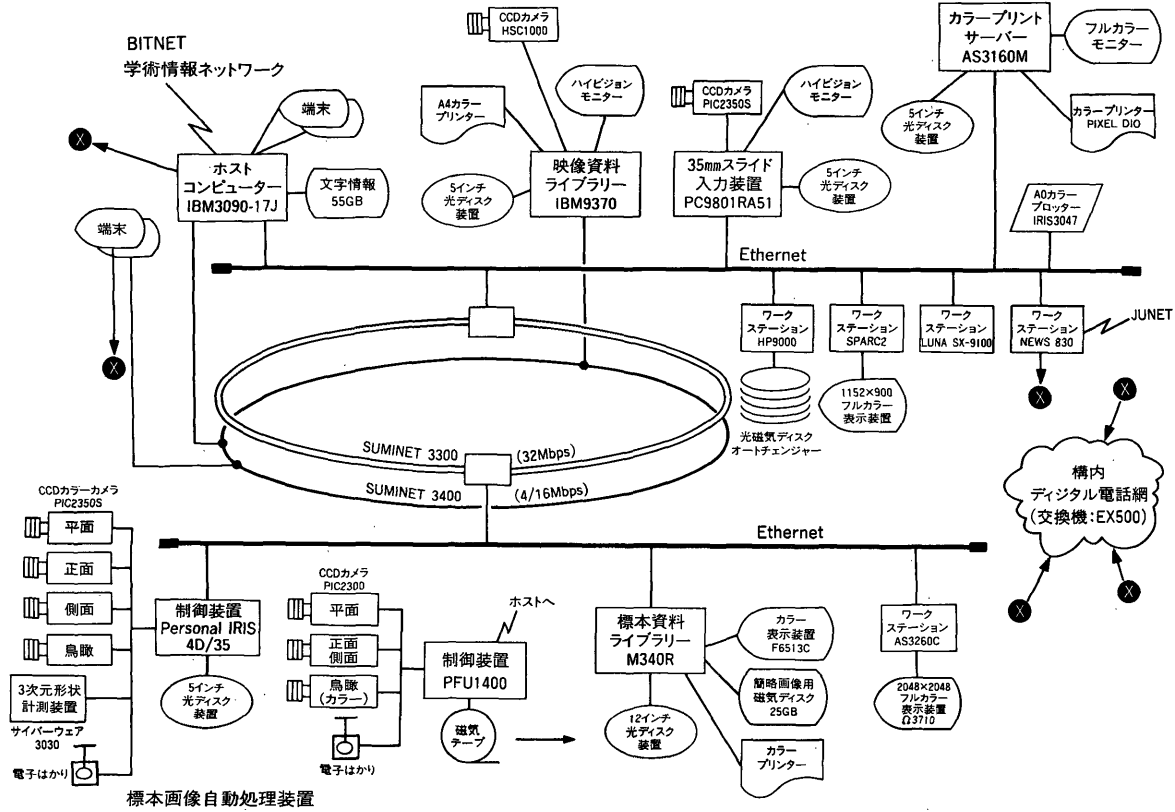 BITNET
学術情報ネットワーク
CCDカメラ
HSC1000
A4カラー
プリンター
ハイビジョン
モニター
CCDカメラ
PIC2350S
ハイビジョン
モニター
カラープリント
サーバー
AS3160M
フルカラー
モニター
5インチ
光ディスク
装置
カラープリンター
PIXEL DIO
端末
X
ホスト
コンピューター
IBM3090-17J
文字情報
55GB
5インチ
光ディスク
装置
映像資料
ライブラリー
IBM9370
35mmスライド
入力装置
PC9801RA51
5インチ
光ディスク
装置
A0カラー
プロッター
IRIS3047
端末
Ethernet
X
ワーク
ステーション
HP9000
ワーク
ステーション
SPARC2
ワーク
ステーション
LUNA SX-9100
ワーク
ステーション
NEWS 830
JUNET
光磁気ディスク
オートチェンジャー
1152×900
フルカラー
表示装置
X
X
SUMINET 3300 (32Mbps)
SUMINET 3400 (4/16Mbps)
構内
ディジタル電話網
(交換機:EX500)
X
X
Ethernet
CCDカラーカメラ
PIC2350S
平面
正面
側面
鳥瞰
3次元形状
計測装置
サイバーウェア
3030
電子はかり
制御装置
Personal IRIS
4D/35
5インチ
光ディスク
装置
CCDカメラ
PIC2300
平面
正面
側面
鳥瞰
(カラー)
電子はかり
ホストへ
制御装置
PFU1400
磁気
テープ
標本資料
ライブラリー
M340R
12インチ
光ディスク
装置
カラー
表示装置
F6513C
簡略画像用
磁気ディスク
25GB
カラー
プリンター
ワーク
ステーション
AS3260C
2048×2048
フルカラー
表示装置
Ω3710
標本画像自動処理装置